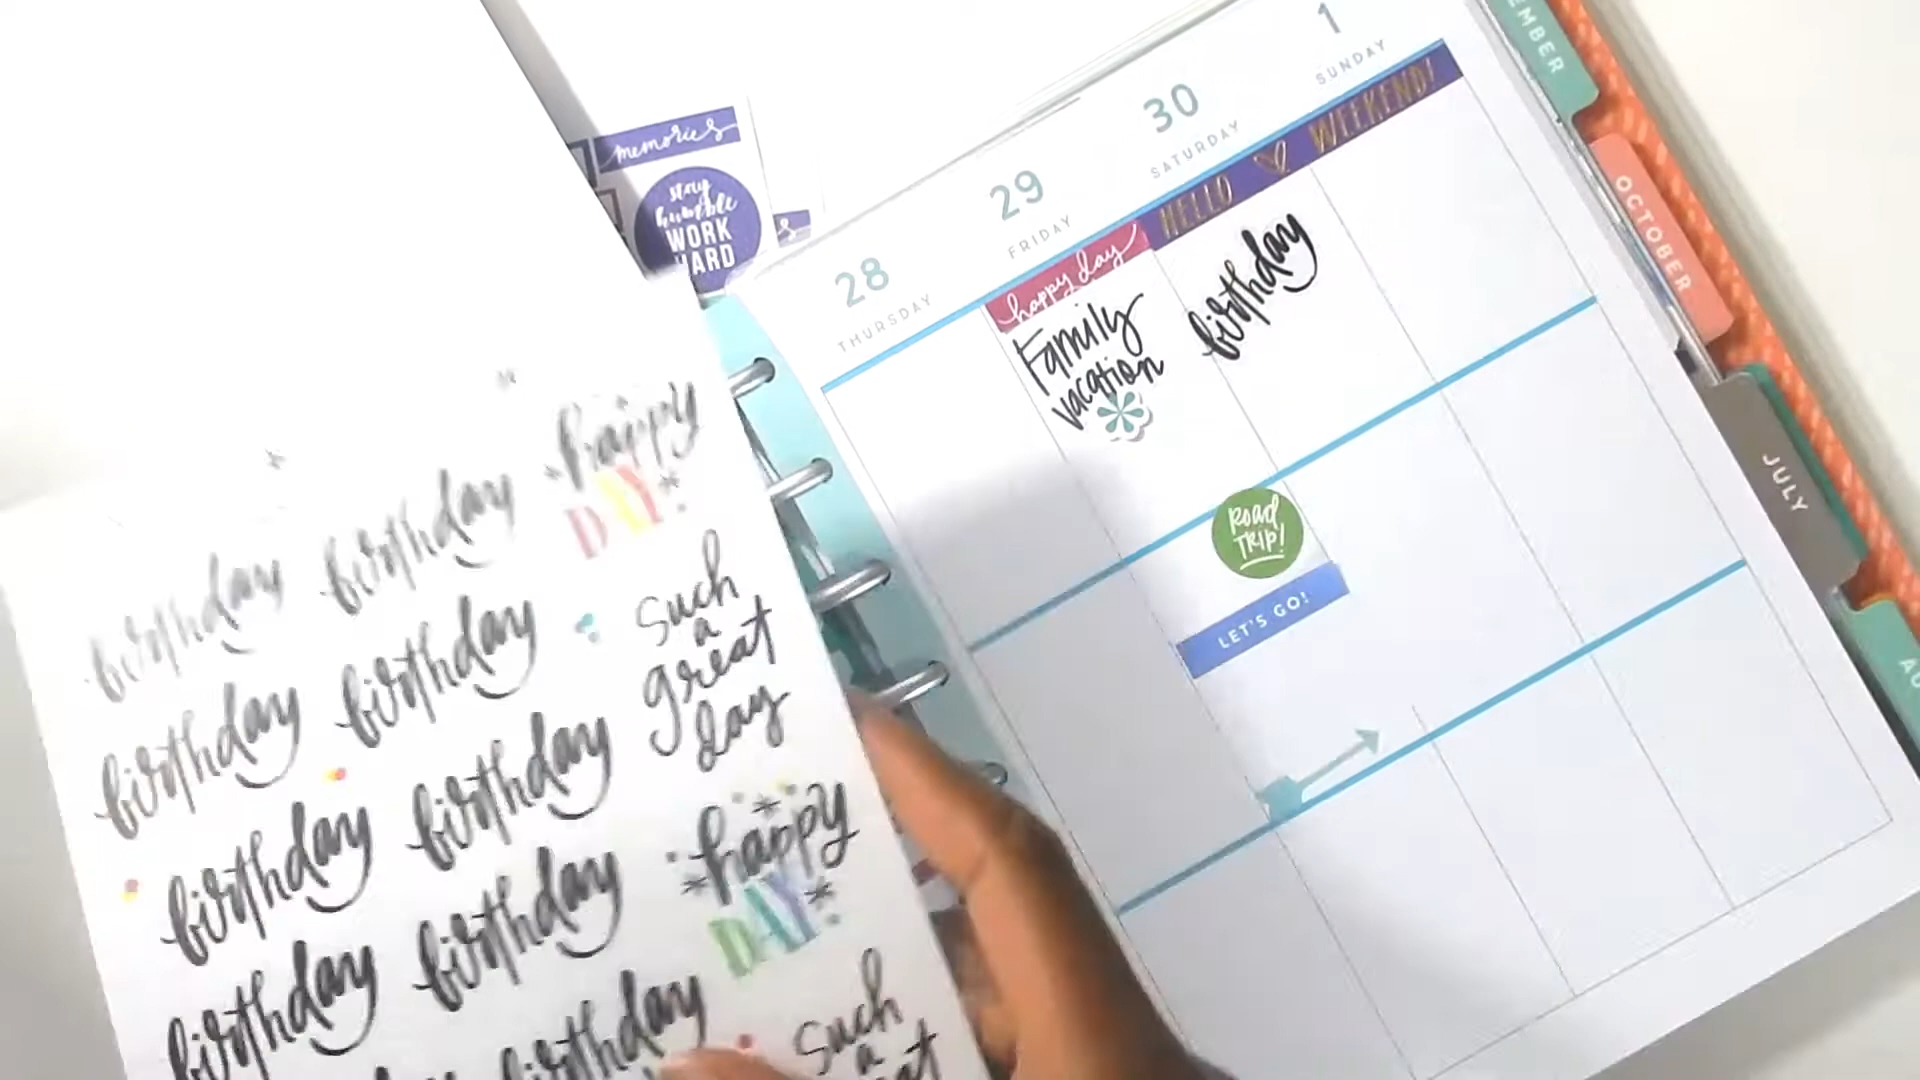 memories
stay
humble
WORK
HARD
28
THURSDAY
29
FRIDAY
30
SATURDAY
1
SUNDAY
happy day
HELLO WEEKEND!
Family
vacation
birthday
ROAD
TRIP!
LET'S GO!
EMBER
OCTOBER
JULY
AU
birthday birthday
happy
DAY!
birthday birthday
such
a
great
day
birthday birthday
happy
DAY!
birthday birthday
birthday
such
a